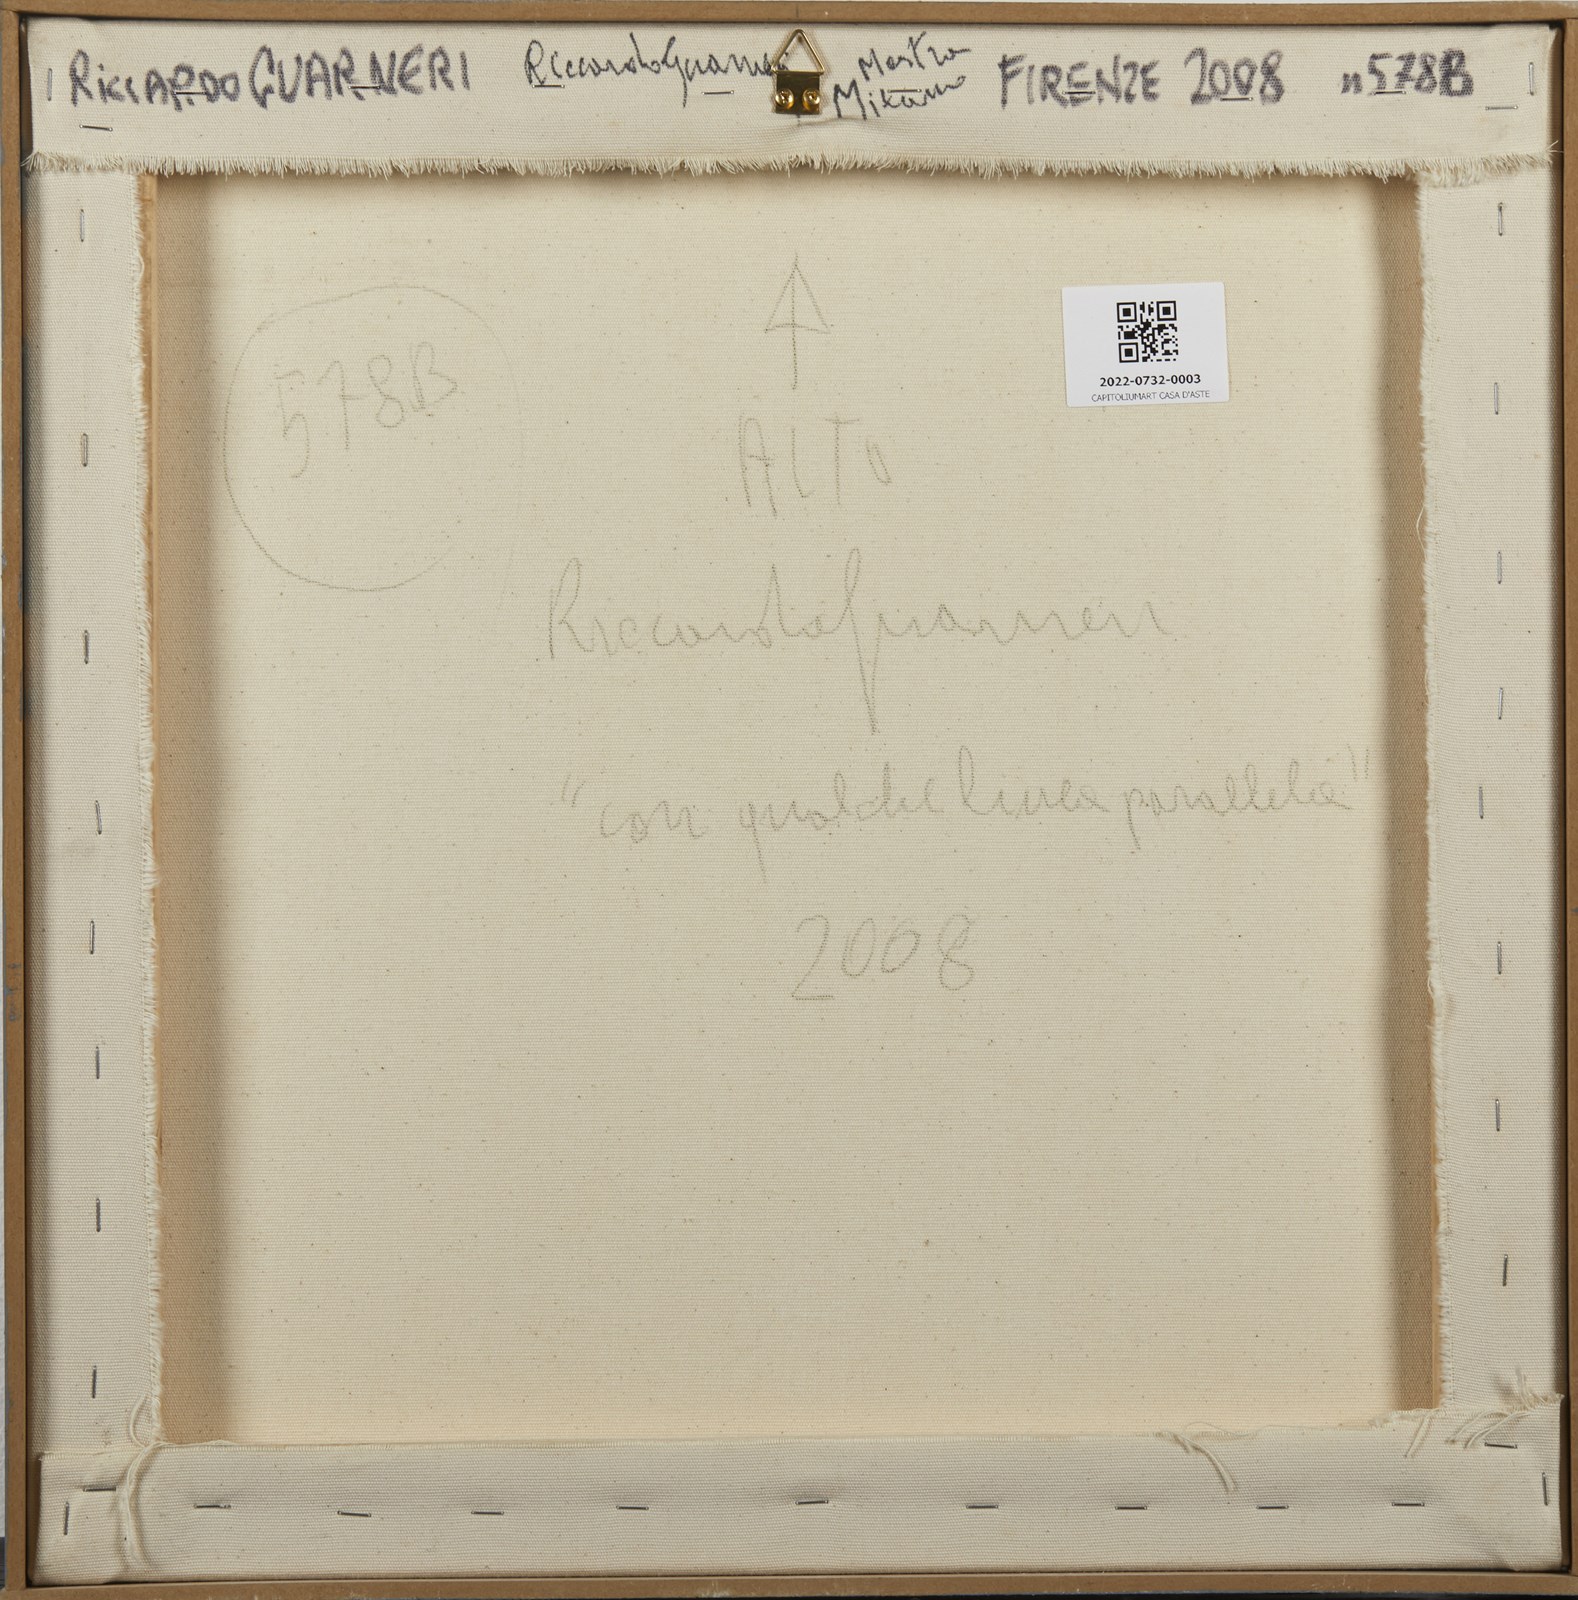 RICCARDO GUARNERI Riccardo Guarneri Mostra FIRENZE 2008 n578B
Milano
578B
ALTO
2022-0732-0003
CAPITOLIUMART CASA D'ASTE
Riccardo Guarneri
"con qualche linea parallela"
2008